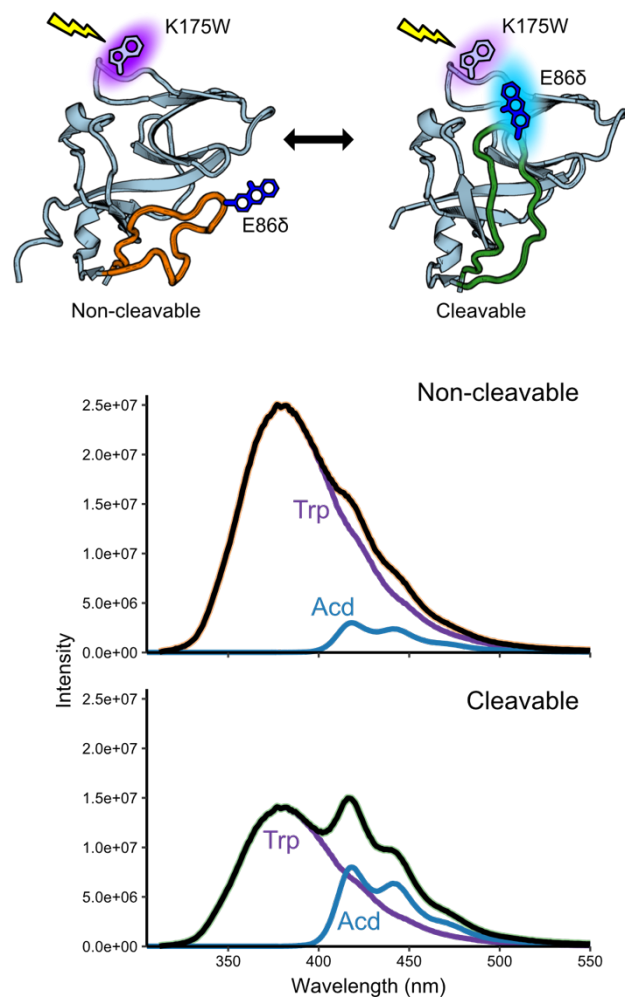 K175W
K175W
E86δ
E86δ
Non-cleavable
Cleavable
Non-cleavable
2.5e+07
2.0e+07
1.5e+07
1.0e+07
5.0e+06
0.0e+00
Trp
Acd
Intensity
Cleavable
2.5e+07
2.0e+07
1.5e+07
1.0e+07
5.0e+06
0.0e+00
Trp
Acd
350 400 450 500 550
Wavelength (nm)